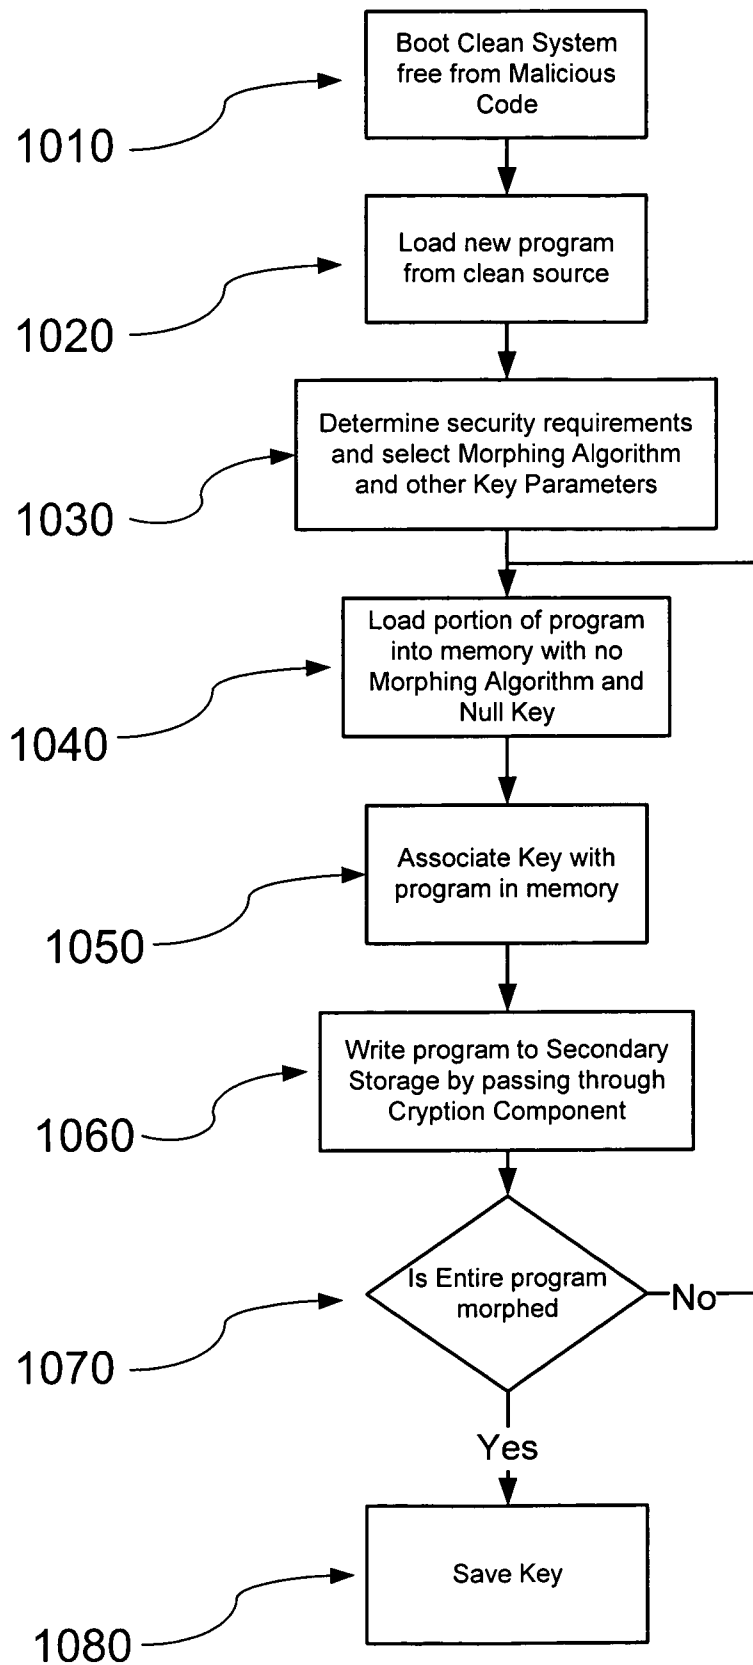 Boot Clean System
free from Malicious
Code
1010
Load new program
from clean source
1020
Determine security requirements
and select Morphing Algorithm
and other Key Parameters
1030
Load portion of program
into memory with no
Morphing Algorithm and
Null Key
1040
Associate Key with
program in memory
1050
Write program to Secondary
Storage by passing through
Cryption Component
1060
Is Entire program
morphed
No
1070
Yes
Save Key
1080